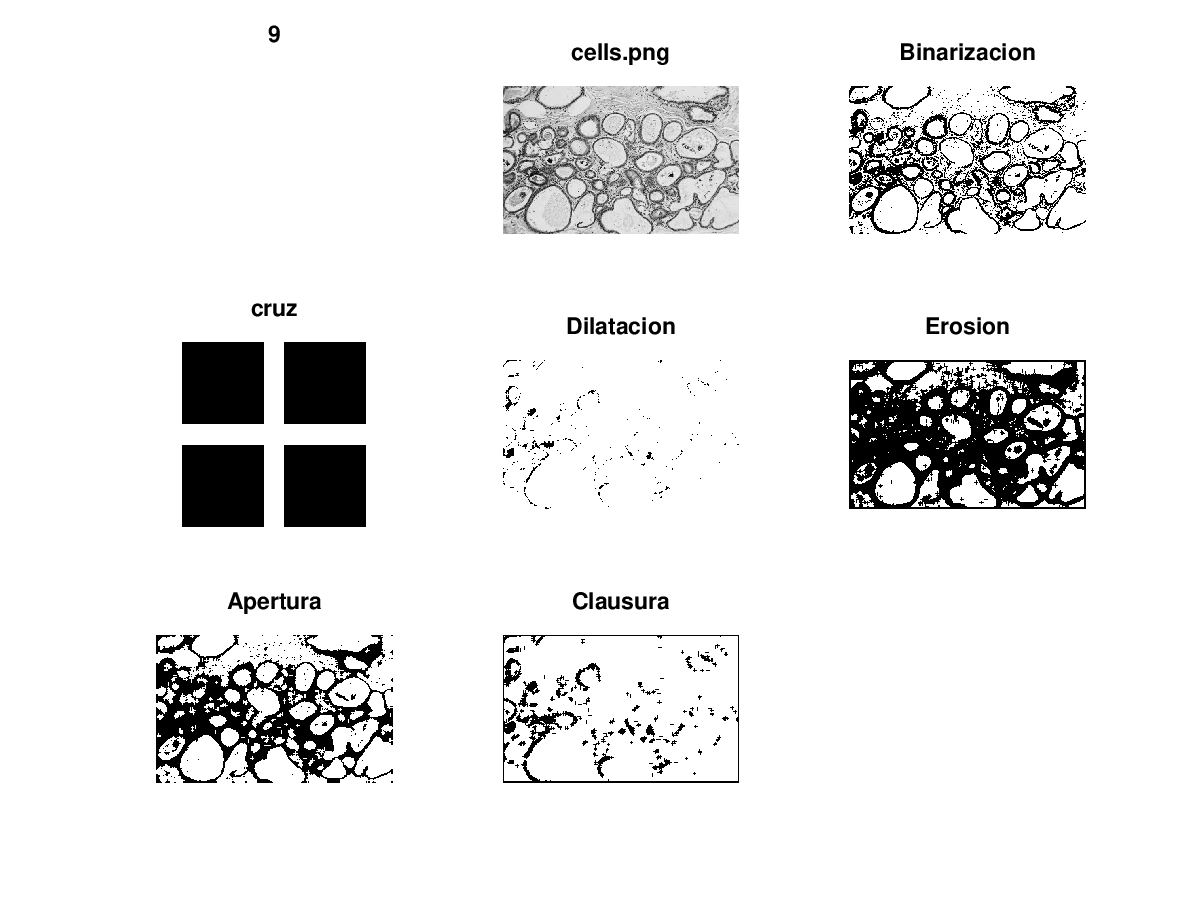 9
cells.png
Binarizacion
cruz
Dilatacion
Erosion
Apertura
Clausura